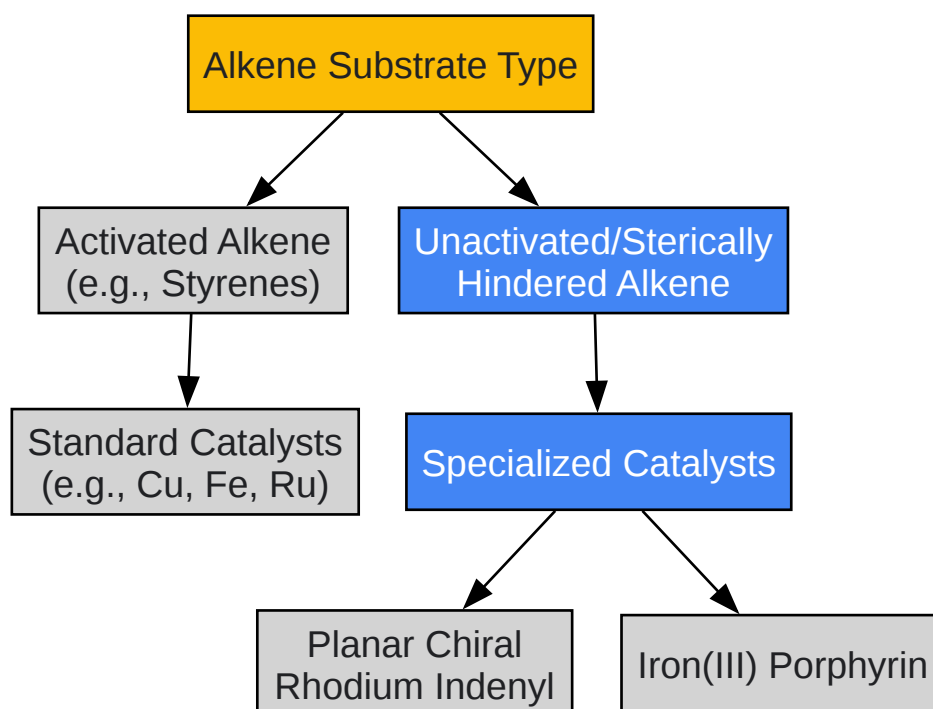 Alkene Substrate Type
Activated Alkene
(e.g., Styrenes)
Unactivated/Sterically
Hindered Alkene
Standard Catalysts
(e.g., Cu, Fe, Ru)
Specialized Catalysts
Planar Chiral
Rhodium Indenyl
Iron(III) Porphyrin